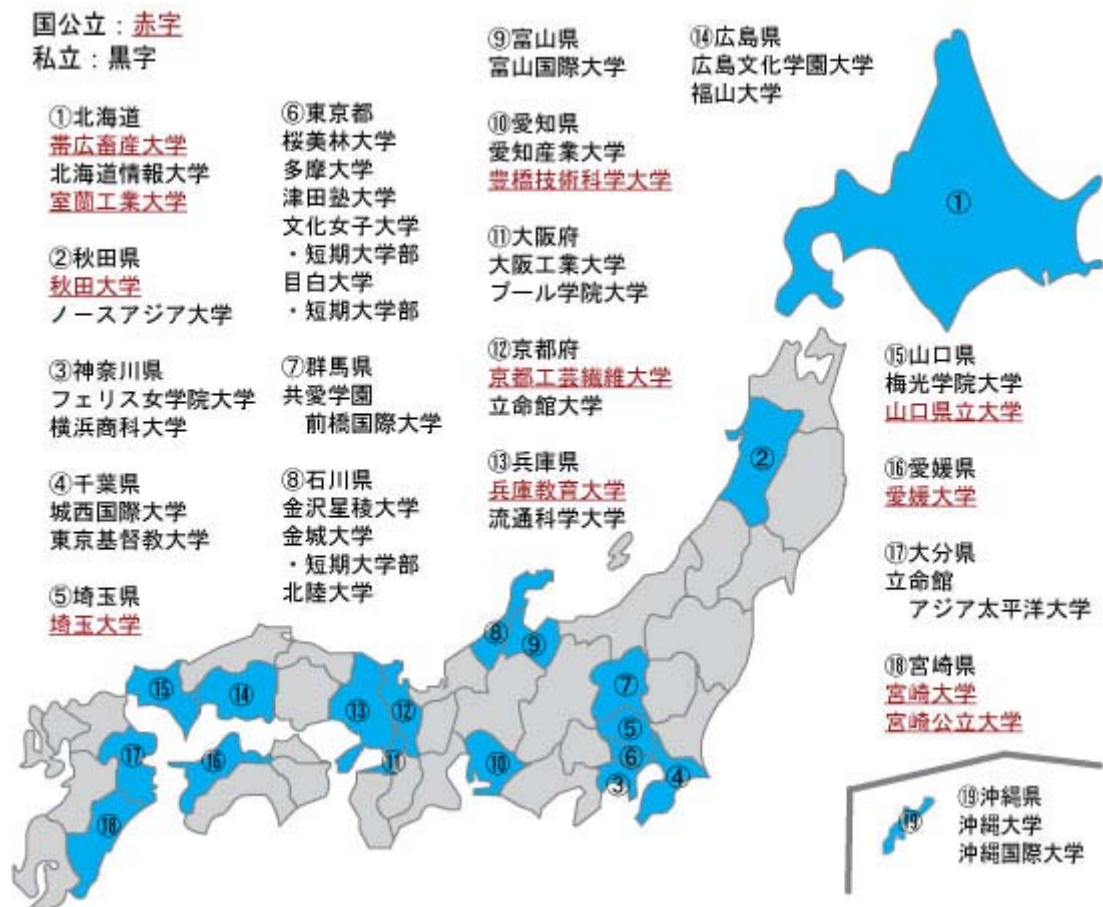 国公立：赤字
私立：黒字
①北海道
帯広畜産大学
北海道情報大学
室蘭工業大学
②秋田県
秋田大学
ノースアジア大学
③神奈川県
フェリス女学院大学
横浜商科大学
④千葉県
城西国際大学
東京基督教大学
⑤埼玉県
埼玉大学
⑥東京都
桜美林大学
多摩大学
津田塾大学
文化女子大学
・短期大学部
目白大学
・短期大学部
⑦群馬県
共愛学園
前橋国際大学
⑧石川県
金沢星稜大学
金城大学
・短期大学部
北陸大学
⑨富山県
富山国際大学
⑩愛知県
愛知産業大学
豊橋技術科学大学
⑪大阪府
大阪工業大学
プール学院大学
⑫京都府
京都工芸繊維大学
立命館大学
⑬兵庫県
兵庫教育大学
流通科学大学
⑭広島県
広島文化学園大学
福山大学
⑮山口県
梅光学院大学
山口県立大学
⑯愛媛県
愛媛大学
⑰大分県
立命館
アジア太平洋大学
⑱宮崎県
宮崎大学
宮崎公立大学
⑲沖縄県
沖縄大学
沖縄国際大学
①
②
⑧
⑨
⑦
⑮
⑭
⑬
⑫
⑤
⑰
⑯
⑪
⑩
⑥
③
④
⑱
⑲